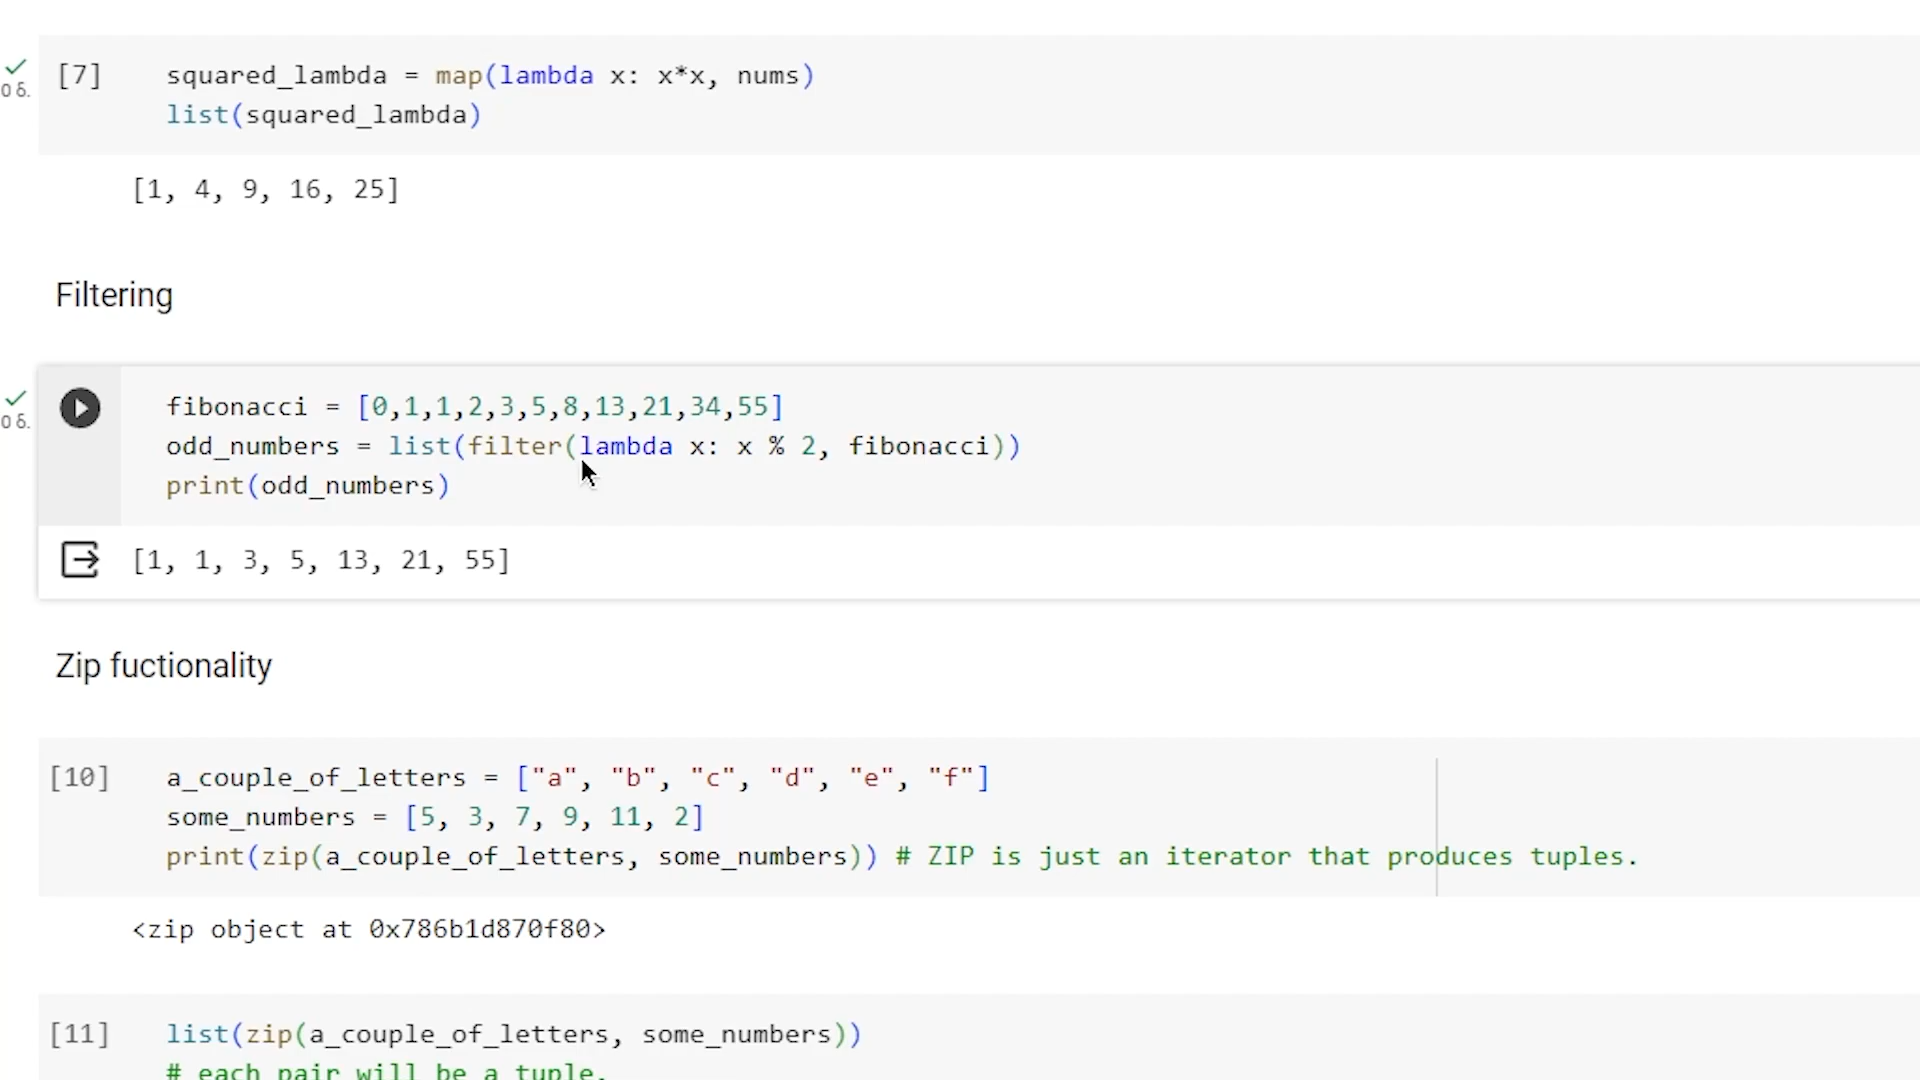 [7] squared_lambda = map(lambda x: x*x, nums)
0 б.
list(squared_lambda)
[1, 4, 9, 16, 25]
Filtering
fibonacci = [0,1,1,2,3,5,8,13,21,34,55]
0 б.
odd_numbers = list(filter(lambda x: x % 2, fibonacci))
print(odd_numbers)
[1, 1, 3, 5, 13, 21, 55]
Zip fuctionality
[10] a_couple_of_letters = ["a", "b", "c", "d", "e", "f"]
some_numbers = [5, 3, 7, 9, 11, 2]
print(zip(a_couple_of_letters, some_numbers)) # ZIP is just an iterator that produces tuples.
<zip object at 0x786b1d870f80>
[11] list(zip(a_couple_of_letters, some_numbers))
# each pair will be a tuple.